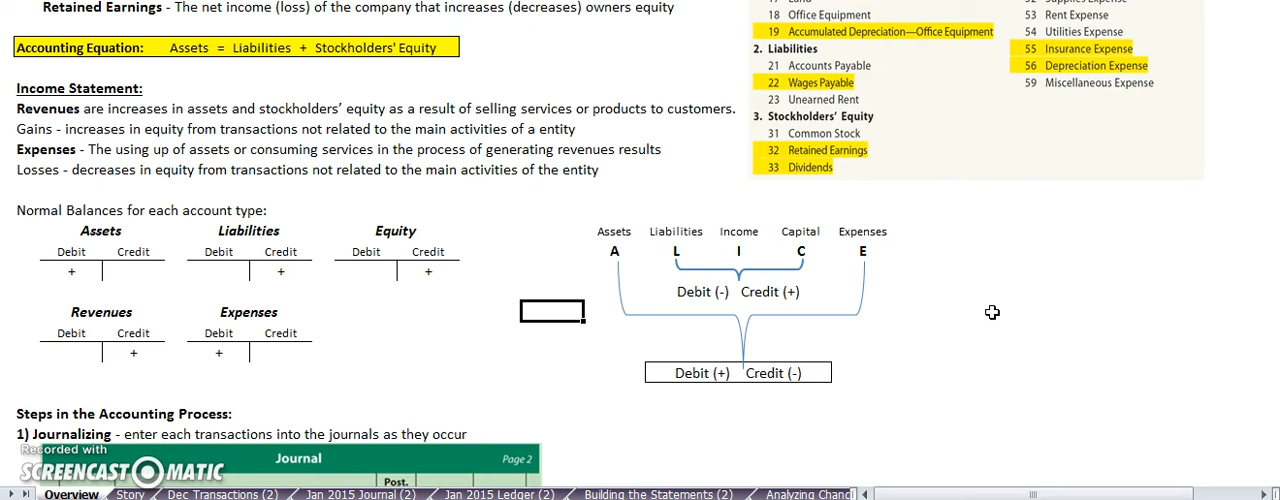 Retained Earnings - The net income (loss) of the company that increases (decreases) owners equity
Accounting Equation: Assets = Liabilities + Stockholders' Equity
Income Statement:
Revenues are increases in assets and stockholders’ equity as a result of selling services or products to customers.
Gains - increases in equity from transactions not related to the main activities of a entity
Expenses - The using up of assets or consuming services in the process of generating revenues results
Losses - decreases in equity from transactions not related to the main activities of the entity
18 Office Equipment
19 Accumulated Depreciation—Office Equipment
2. Liabilities
21 Accounts Payable
22 Wages Payable
23 Unearned Rent
3. Stockholders’ Equity
31 Common Stock
32 Retained Earnings
33 Dividends
53 Rent Expense
54 Utilities Expense
55 Insurance Expense
56 Depreciation Expense
59 Miscellaneous Expense
Normal Balances for each account type:
Assets Liabilities Equity
Debit Credit Debit Credit Debit Credit
+ + +
Revenues Expenses
Debit Credit Debit Credit
+ +
Assets Liabilities Income Capital Expenses
A L I C E
Debit (-) Credit (+)
Debit (+) Credit (-)
Steps in the Accounting Process:
1) Journalizing - enter each transactions into the journals as they occur
Journal Page 2
Post.
Recorded with
SCREENCAST MATIC
Overview Story Dec Transactions (2) Jan 2015 Journal (2) Jan 2015 Ledger (2) Building the Statements (2) Analyzing Chanc